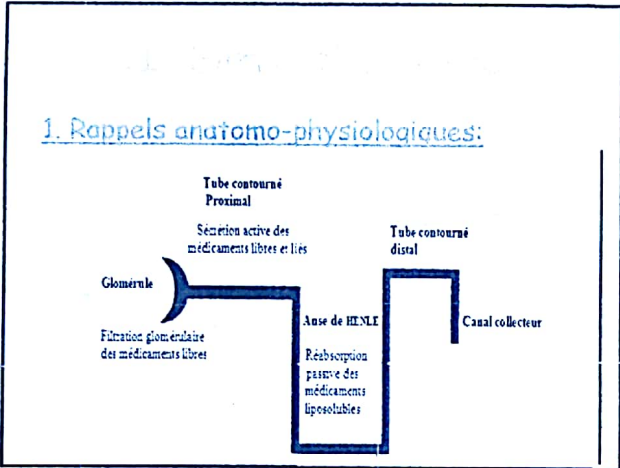 1. Rappels anatomo-physiologiques:
Tube contourné
Proximal
Sécrétion active des
médicaments libres et liés
Tube contourné
distal
Glomérule
Anse de HENLE
Canal collecteur
Filtration glomérulaire
des médicaments libres
Réabsorption
passive des
médicaments
liposolubles